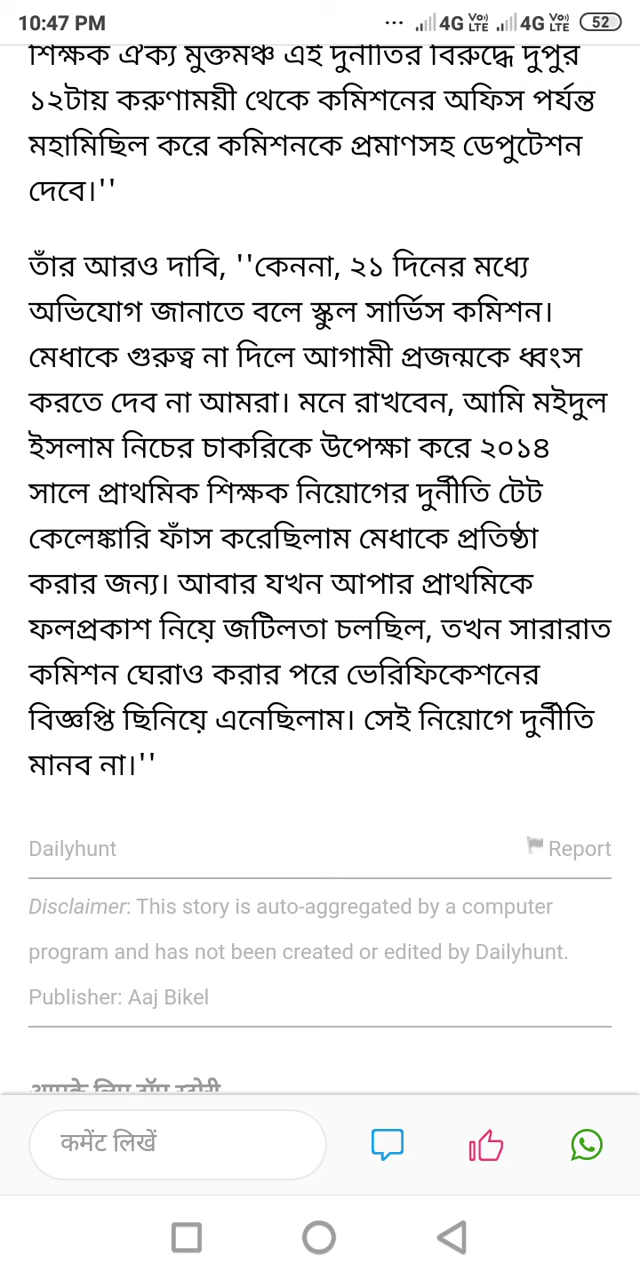 10:47 PM ... 4G VoLTE 4G VoLTE 52
শিক্ষক ঐক্য মুক্তমঞ্চ এই দুর্নীতির বিরুদ্ধে দুপুর
১২টায় করুণাময়ী থেকে কমিশনের অফিস পর্যন্ত
মহামিছিল করে কমিশনকে প্রমাণসহ ডেপুটেশন
দেবে।''
তাঁর আরও দাবি, ''কেননা, ২১ দিনের মধ্যে
অভিযোগ জানাতে বলে স্কুল সার্ভিস কমিশন।
মেধাকে গুরুত্ব না দিলে আগামী প্রজন্মকে ধ্বংস
করতে দেব না আমরা। মনে রাখবেন, আমি মইদুল
ইসলাম নিচের চাকরিকে উপেক্ষা করে ২০১৪
সালে প্রাথমিক শিক্ষক নিয়োগের দুর্নীতি টেট
কেলেঙ্কারি ফাঁস করেছিলাম মেধাকে প্রতিষ্ঠা
করার জন্য। আবার যখন আপার প্রাথমিকে
ফলপ্রকাশ নিয়ে জটিলতা চলছিল, তখন সারারাত
কমিশন ঘেরাও করার পরে ভেরিফিকেশনের
বিজ্ঞপ্তি ছিনিয়ে এনেছিলাম। সেই নিয়োগে দুর্নীতি
মানব না।''
Dailyhunt Report
Disclaimer: This story is auto-aggregated by a computer
program and has not been created or edited by Dailyhunt.
Publisher: Aaj Bikel
आपके लिए टॉप स्टोरी
कमेंट लिखें